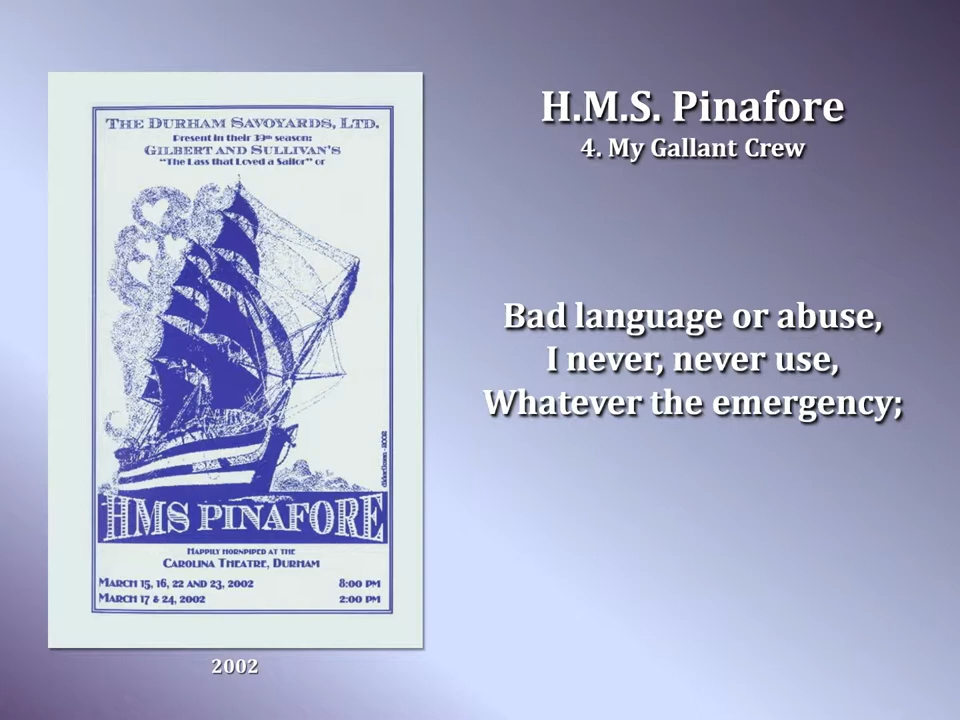 The Durham Savoyards, Ltd.
Present in their 39th season:
Gilbert and Sullivan's
"The Lass that Loved a Sailor" or
HMS PINAFORE
Happily hornpiped at the
Carolina Theatre, Durham
March 15, 16, 22 and 23, 2002 8:00 PM
March 17 & 24, 2002 2:00 PM
2002
H.M.S. Pinafore
4. My Gallant Crew
Bad language or abuse,
I never, never use,
Whatever the emergency;